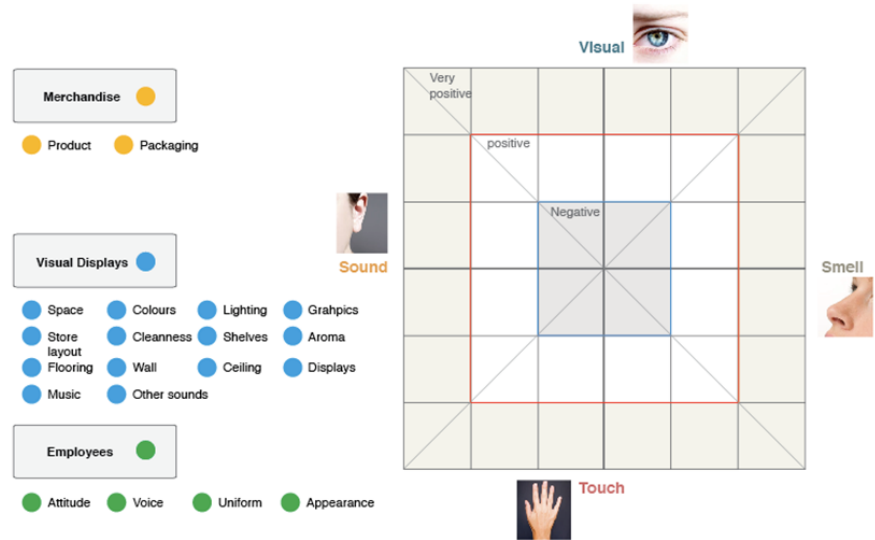 VIsual
Very
positive
Merchandise
Product
Packaging
positive
Negative
Sound
Smell
Visual Displays
Space
Colours
Lighting
Grahpics
Store
layout
Cleanness
Shelves
Aroma
Flooring
Wall
Ceiling
Displays
Music
Other sounds
Employees
Touch
Attitude
Voice
Uniform
Appearance